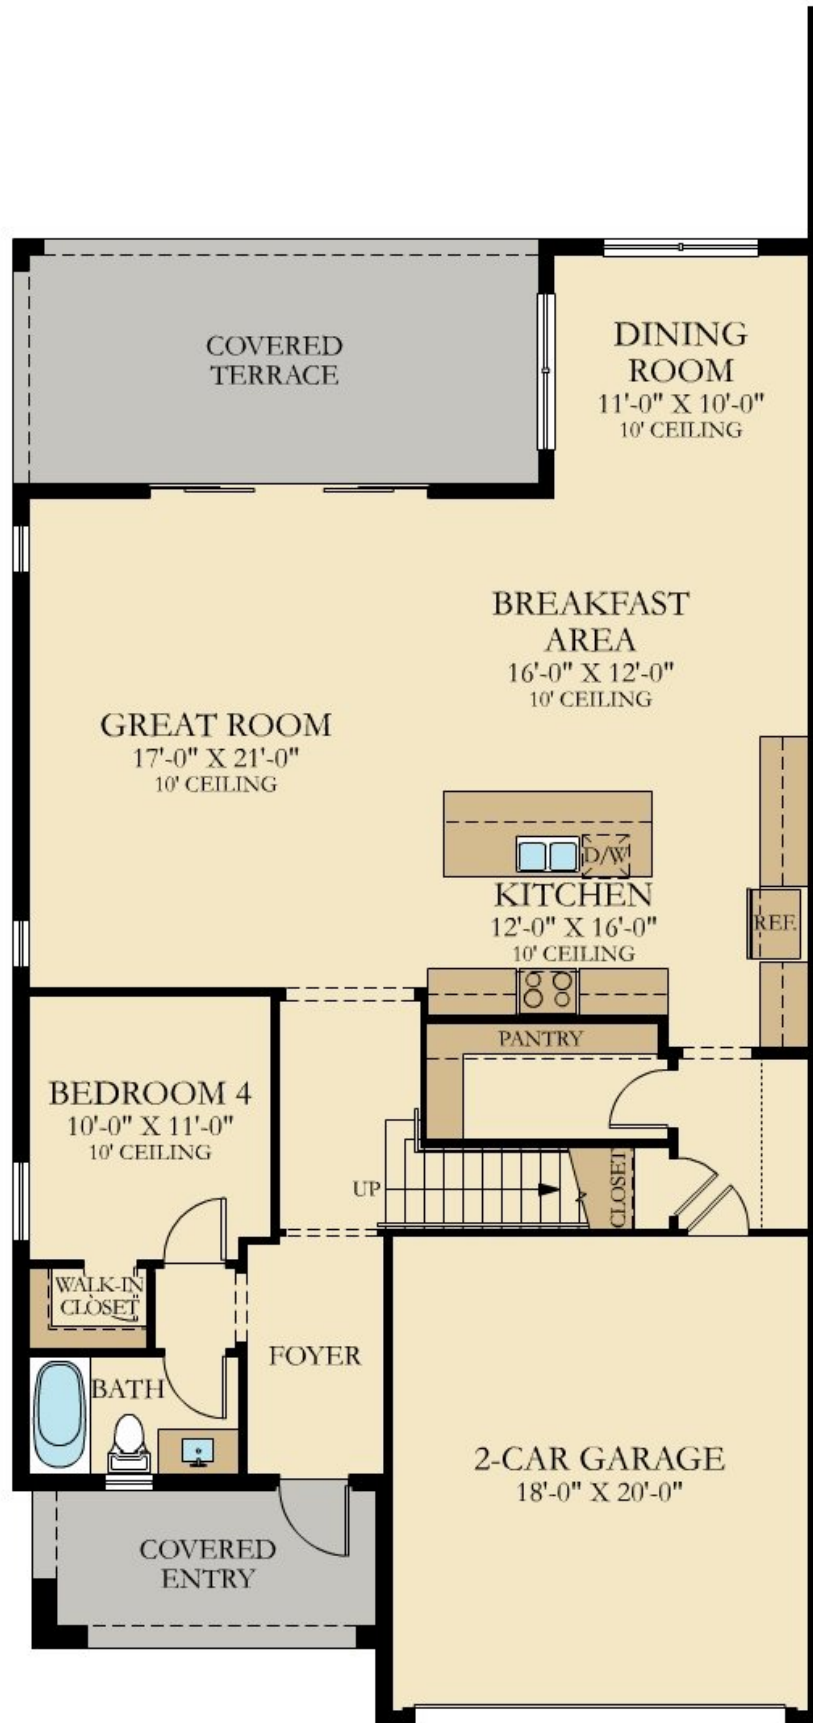 COVERED
TERRACE
DINING
ROOM
11'-0" X 10'-0"
10' CEILING
BREAKFAST
AREA
16'-0" X 12'-0"
10' CEILING
GREAT ROOM
17'-0" X 21'-0"
10' CEILING
D/W
KITCHEN
12'-0" X 16'-0"
10' CEILING
REF.
PANTRY
BEDROOM 4
10'-0" X 11'-0"
10' CEILING
UP
CLOSET
WALK-IN
CLOSET
FOYER
BATH
2-CAR GARAGE
18'-0" X 20'-0"
COVERED
ENTRY